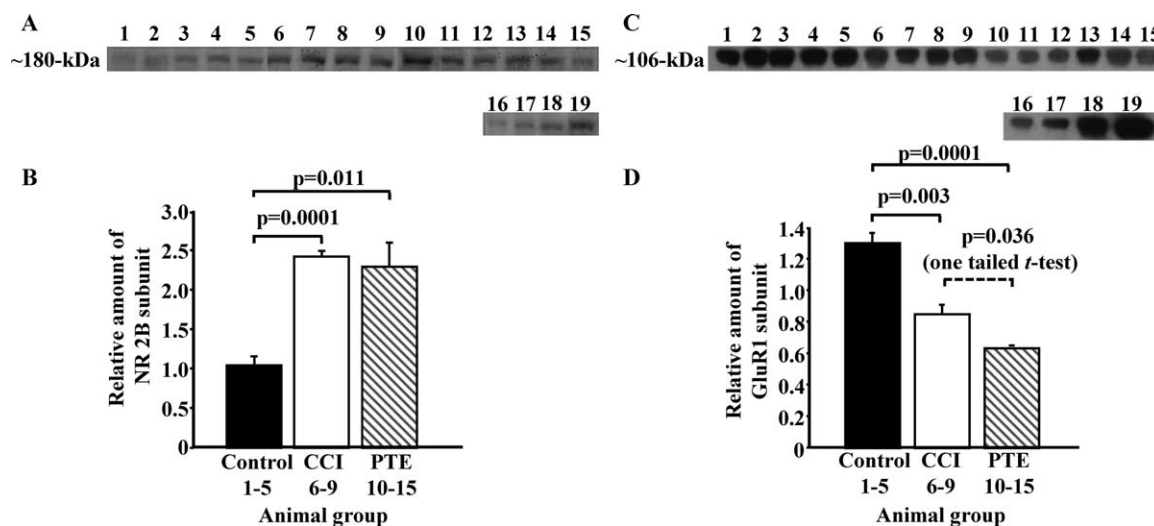 A
1 2 3 4 5 6 7 8 9 10 11 12 13 14 15
~180-kDa
16 17 18 19
B
p=0.011
p=0.0001
Relative amount of
NR 2B subunit
3.0
2.5
2.0
1.5
1.0
0.5
0
Control CCI PTE
1-5 6-9 10-15
Animal group
C
1 2 3 4 5 6 7 8 9 10 11 12 13 14 15
~106-kDa
16 17 18 19
D
p=0.0001
p=0.003
p=0.036
(one tailed t-test)
Relative amount of
GluR1 subunit
1.4
1.2
1.0
0.8
0.6
0.4
0.2
0
Control CCI PTE
1-5 6-9 10-15
Animal group